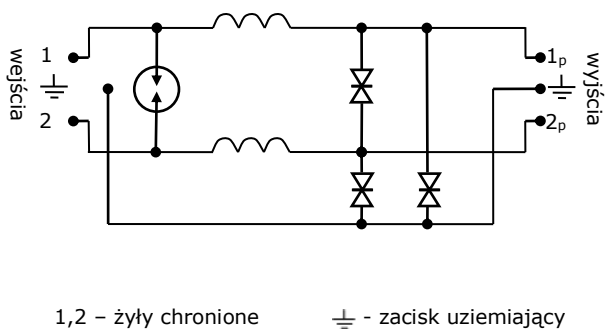 wejścia
1
2
1p
2p
wyjścia
1,2 – żyły chronione
- zacisk uziemiający